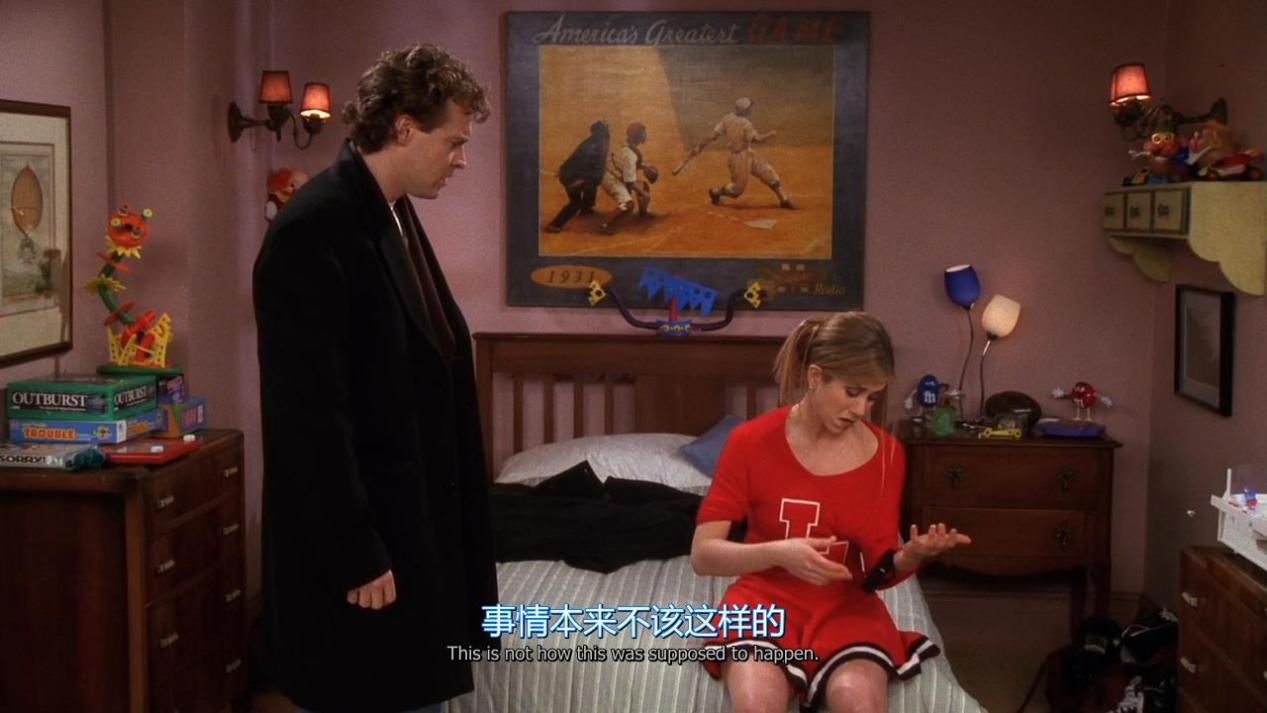 America's Greatest GAME
1931
OUTBURST
OUTBURST
TROUBLE
SORRY!
L
事情本来不该这样的
This is not how this was supposed to happen.